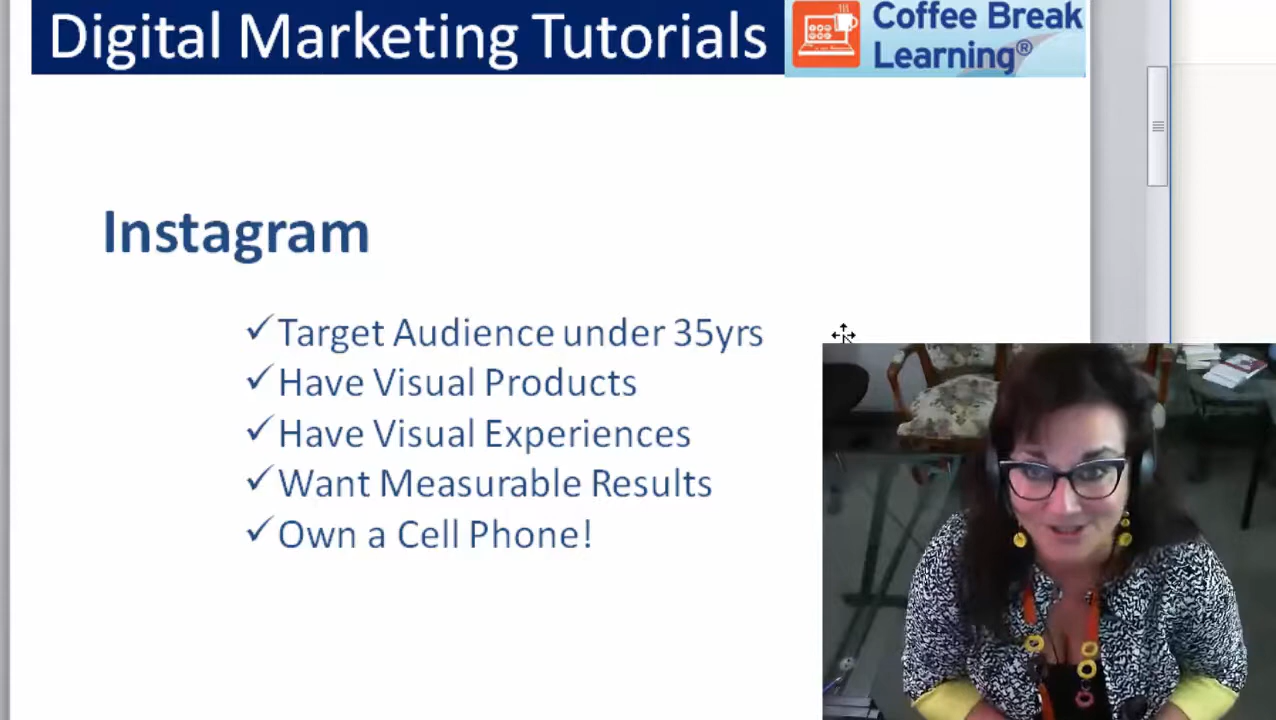 Digital Marketing Tutorials
Coffee Break
Learning®
Instagram
✓Target Audience under 35yrs
✓Have Visual Products
✓Have Visual Experiences
✓Want Measurable Results
✓Own a Cell Phone!